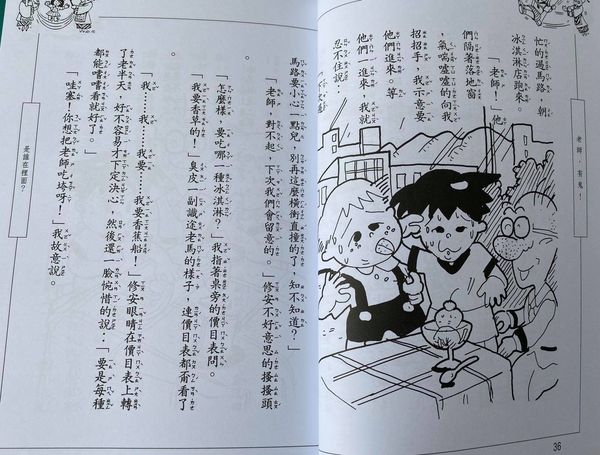 老師，有鬼！
忙的過馬路，朝
冰淇淋店跑來。
「老師！」他
們隔著落地窗
，氣喘噓噓的向我
招招手，我示意要
他們進來。等
他們一進來，我就
忍不住說：「
馬路要小心一點兒，別再這麼橫衝直撞的了，知不知道？」
「老師，對不起，下次我們會留意的。」修安不好意思的搔搔頭
。
「怎麼樣，要吃哪一種冰淇淋？」我指著桌旁的價目表問。
「我要香草的！」吳皮一副識途老馬的樣子，連價目表都甭看了
。
「我……我……我要……我要香蕉船！」修安眼睛在價目表上轉
了老半天，好不容易才下定決心，然後還一臉惋惜的說：「要是每種
都能嚐嚐看就好了。」
「哇塞！你想把老師吃垮呀！」我故意說。
是誰在裡面？
36